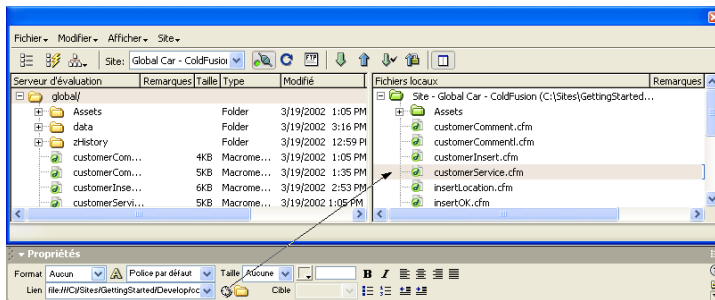 Fichier Modifier Afficher Site
Site: Global Car - ColdFusion
Serveur d'évaluation Remarques Taille Type Modifié
global/
Assets Folder 3/19/2002 1:05 PM
data Folder 3/19/2002 3:16 PM
zHistory Folder 3/19/2002 12:59 P
customerCom... 4KB Macrome... 3/19/2002 1:05 PM
customerCom... 5KB Macrome... 3/19/2002 1:35 PM
customerInse... 6KB Macrome... 3/19/2002 2:53 PM
customerServi... 5KB Macrome... 3/19/2002 1:05 PM
Fichiers locaux Remarques
Site - Global Car - ColdFusion (C:\Sites\GettingStarted...
Assets
customerComment.cfm
customerCommentI.cfm
customerInsert.cfm
customerService.cfm
insertLocation.cfm
insertOK.cfm
Propriétés
Format Aucun Police par défaut Taille Aucune B I
Lien file:///C|/Sites/GettingStarted/Develop/cc Cible